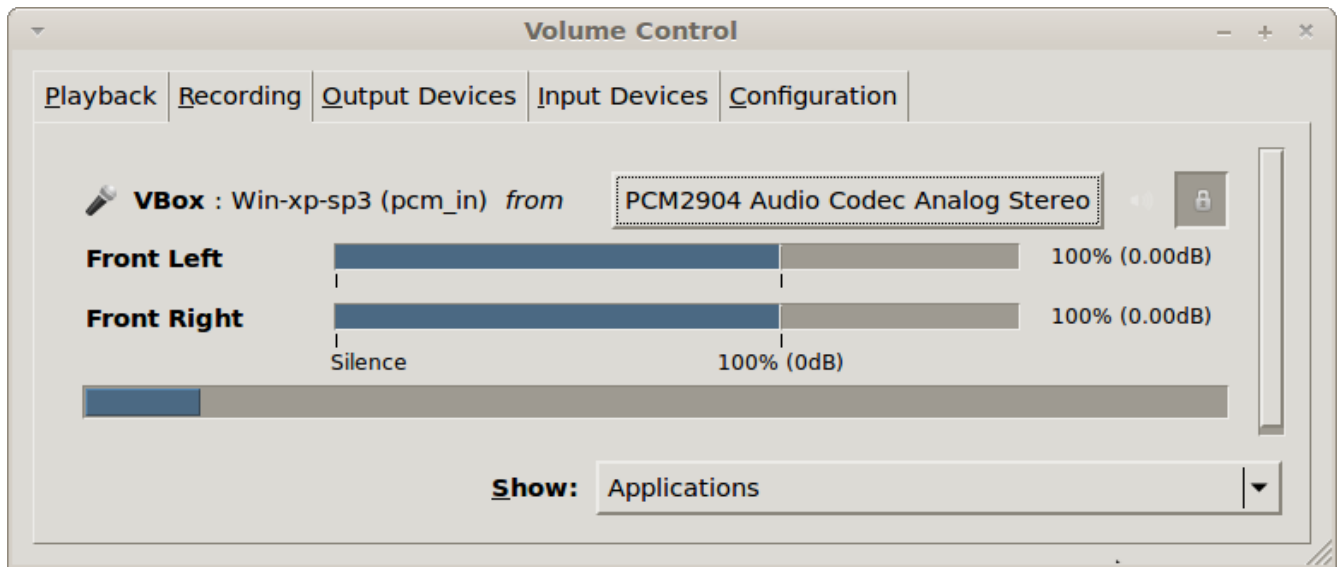 Volume Control
Playback Recording Output Devices Input Devices Configuration
VBox : Win-xp-sp3 (pcm_in) from PCM2904 Audio Codec Analog Stereo
Front Left 100% (0.00dB)
Front Right 100% (0.00dB)
Silence 100% (0dB)
Show: Applications